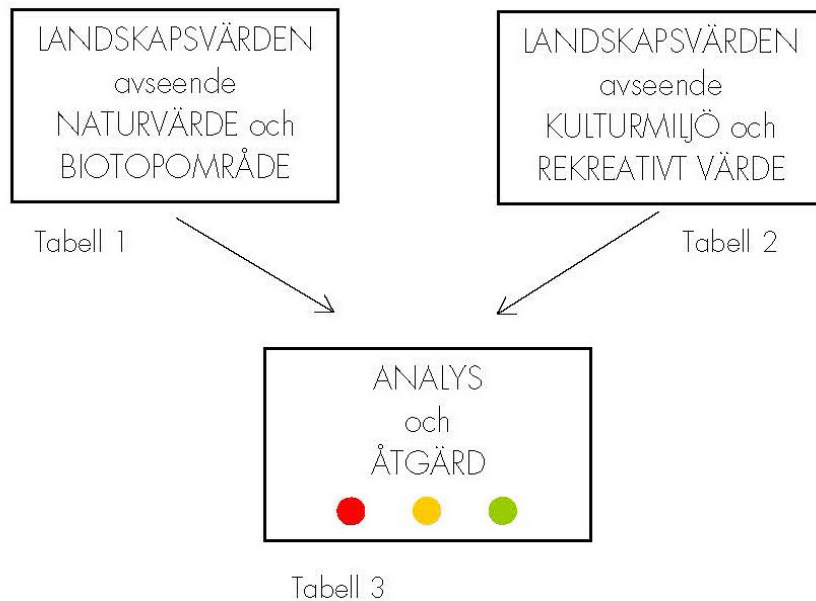 LANDSKAPSVÄRDEN
avseende
NATURVÄRDE och
BIOTOPOMRÅDE
Tabell 1
LANDSKAPSVÄRDEN
avseende
KULTURMILJÖ och
REKREATIVT VÄRDE
Tabell 2
ANALYS
och
ÅTGÄRD
Tabell 3